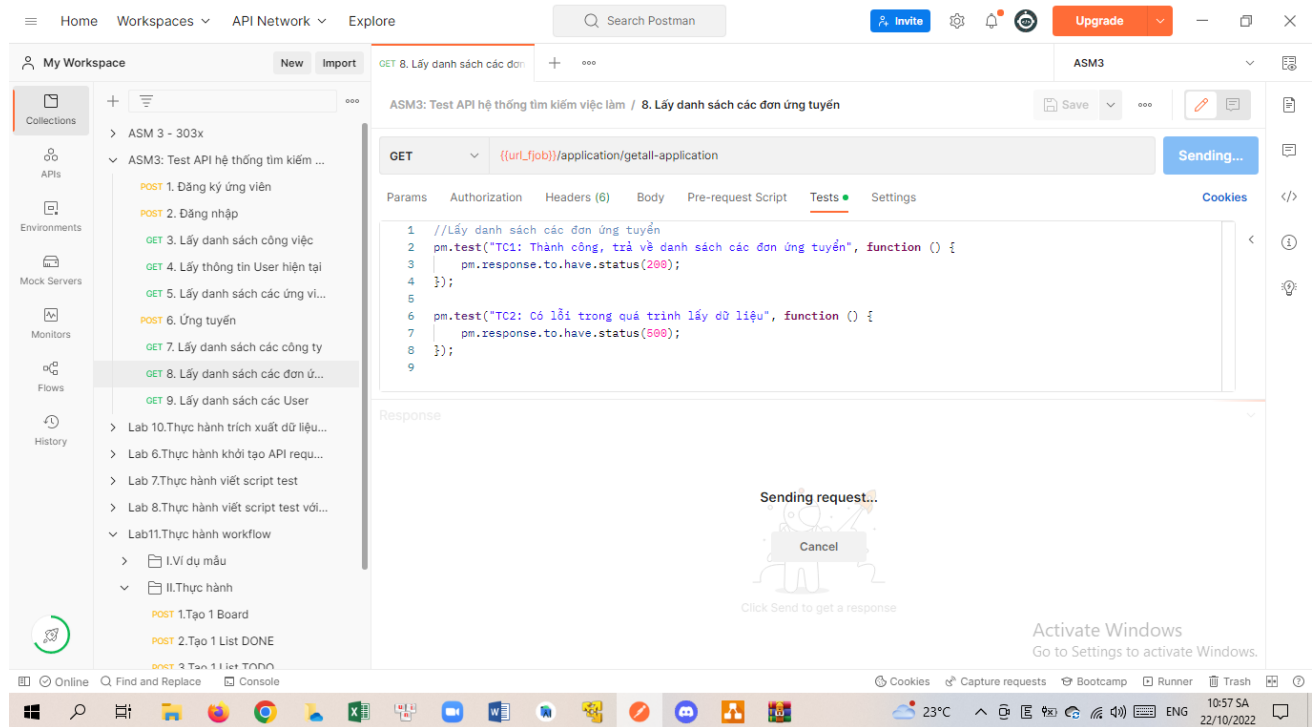 Home Workspaces API Network Explore Search Postman Invite Upgrade
My Workspace New Import GET 8. Lấy danh sách các đơn ASM3
Collections
APIs
Environments
Mock Servers
Monitors
Flows
History
ASM 3 - 303x
ASM3: Test API hệ thống tìm kiếm ...
POST 1. Đăng ký ứng viên
POST 2. Đăng nhập
GET 3. Lấy danh sách công việc
GET 4. Lấy thông tin User hiện tại
GET 5. Lấy danh sách các ứng vi...
POST 6. Ứng tuyển
GET 7. Lấy danh sách các công ty
GET 8. Lấy danh sách các đơn ứ...
GET 9. Lấy danh sách các User
Lab 10.Thực hành trích xuất dữ liệu...
Lab 6.Thực hành khởi tạo API requ...
Lab 7.Thực hành viết script test
Lab 8.Thực hành viết script test với...
Lab11.Thực hành workflow
I.Ví dụ mẫu
II.Thực hành
POST 1.Tạo 1 Board
POST 2.Tạo 1 List DONE
POST 3.Tạo 1 List TODO
ASM3: Test API hệ thống tìm kiếm việc làm / 8. Lấy danh sách các đơn ứng tuyển Save
GET {{url_fjob}}/application/getall-application Sending...
Params Authorization Headers (6) Body Pre-request Script Tests Settings Cookies
1 //Lấy danh sách các đơn ứng tuyển
2 pm.test("TC1: Thành công, trả về danh sách các đơn ứng tuyển", function () {
3 pm.response.to.have.status(200);
4 });
5
6 pm.test("TC2: Có lỗi trong quá trình lấy dữ liệu", function () {
7 pm.response.to.have.status(500);
8 });
9
Response
Sending request...
Cancel
Click Send to get a response
Activate Windows
Go to Settings to activate Windows.
Online Find and Replace Console Cookies Capture requests Bootcamp Runner Trash
23°C ENG 10:57 SA
22/10/2022